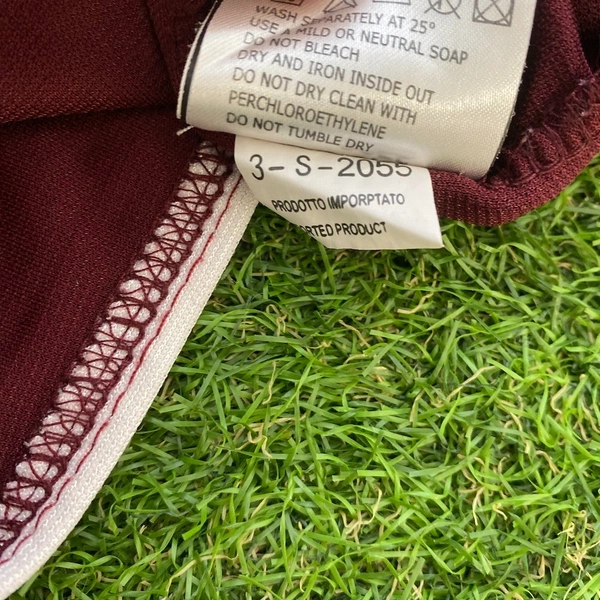 WASH SEPARATELY AT 25°
USE A MILD OR NEUTRAL SOAP
DO NOT BLEACH
DRY AND IRON INSIDE OUT
DO NOT DRY CLEAN WITH
PERCHLOROETHYLENE
DO NOT TUMBLE DRY
3-S-2055
PRODOTTO IMPORPTATO
RTED PRODUCT